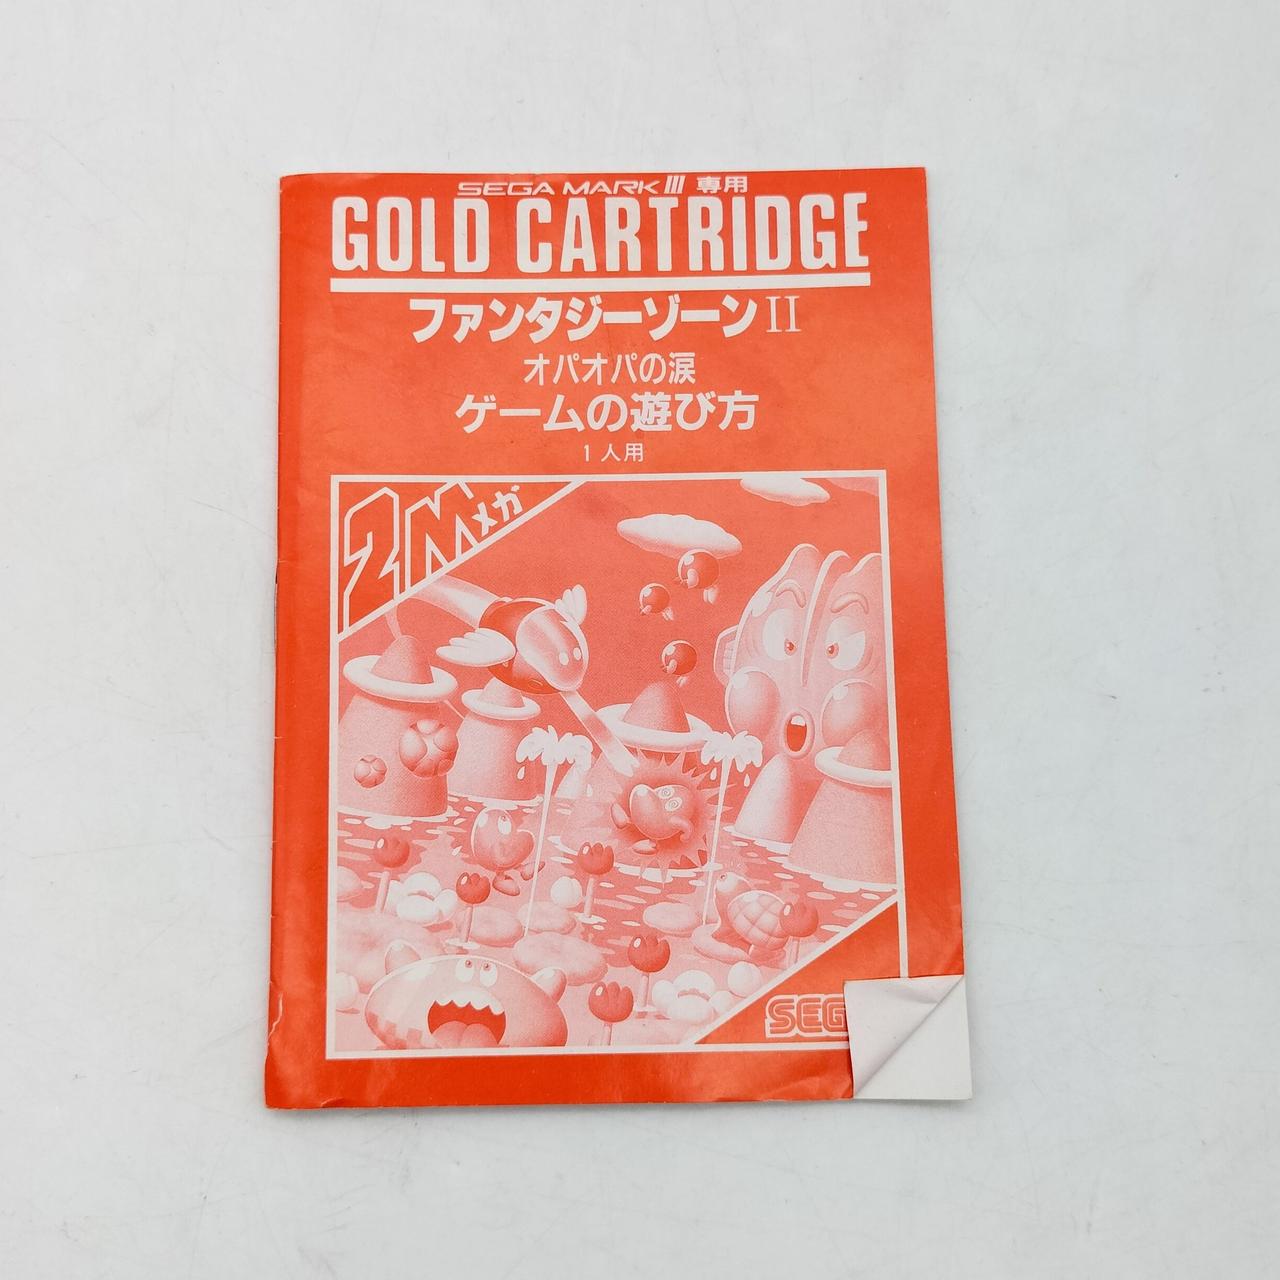 SEGA MARK III 専用
GOLD CARTRIDGE
ファンタジーゾーンII
オパオパの涙
ゲームの遊び方
1人用
2Mメガ
SEG